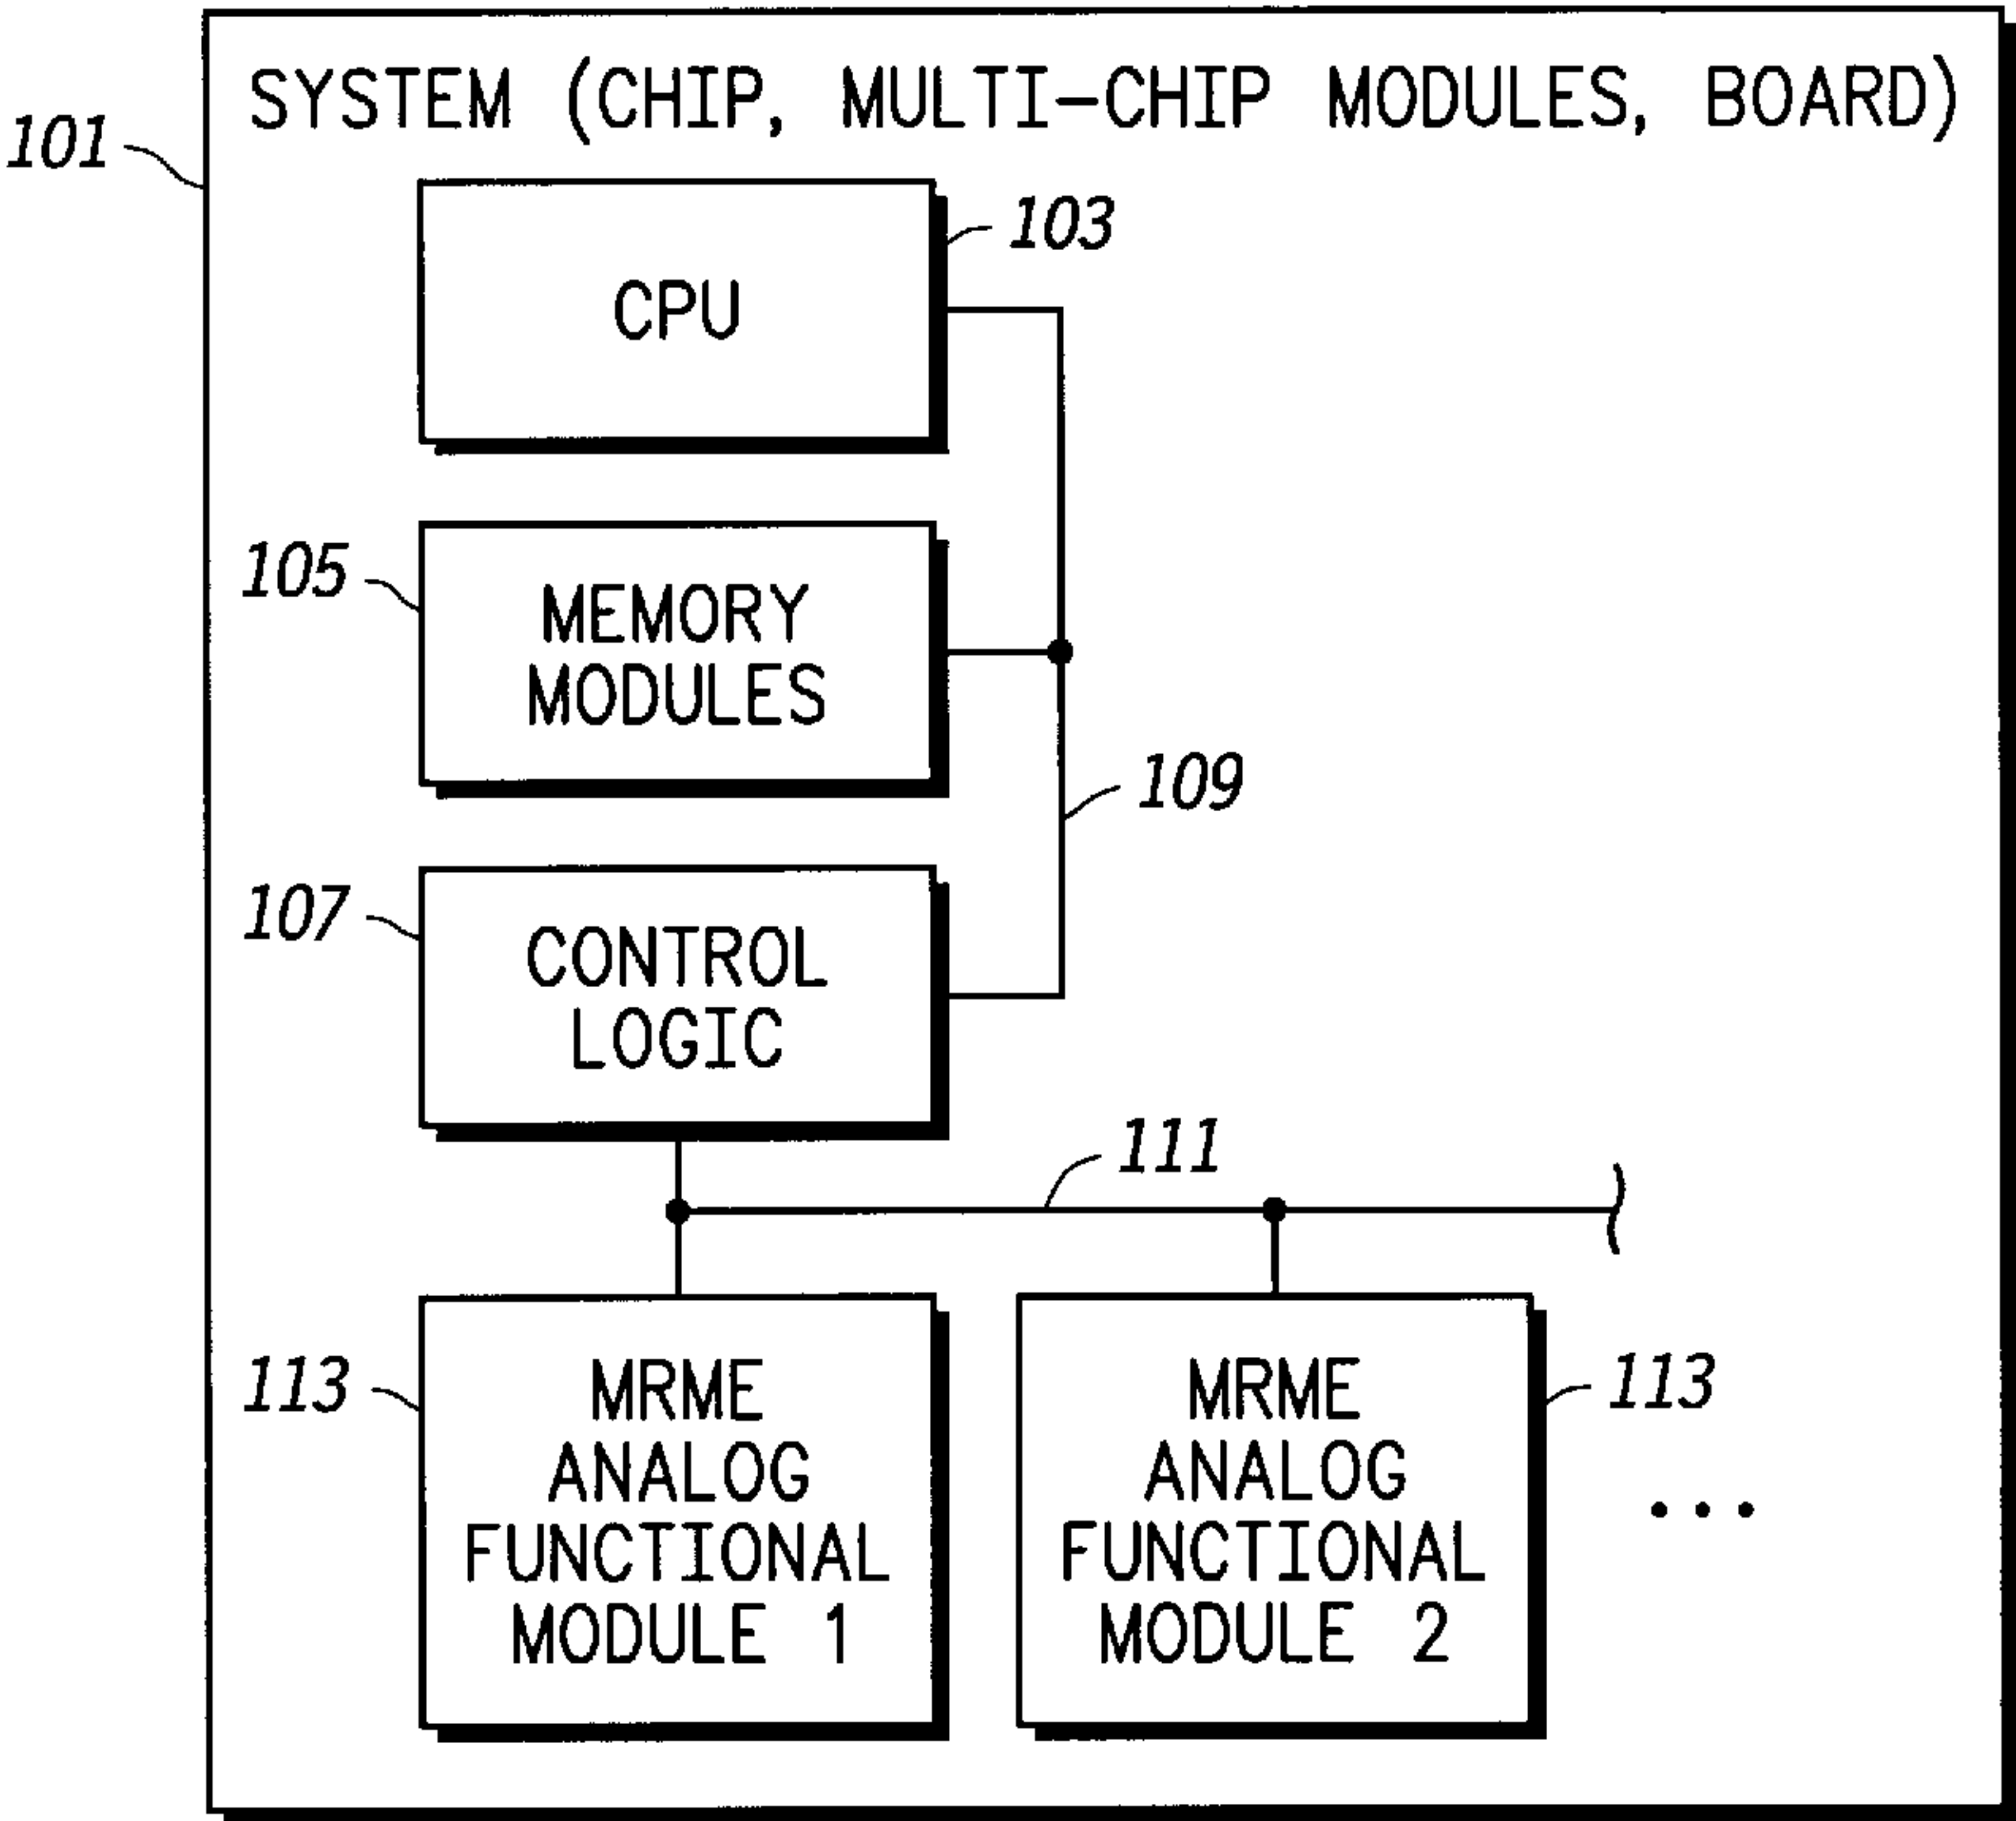 SYSTEM (CHIP, MULTI-CHIP MODULES, BOARD)
101
103
CPU
105
MEMORY
MODULES
109
107
CONTROL
LOGIC
111
113
MRME
ANALOG
FUNCTIONAL
MODULE 1
MRME
ANALOG
FUNCTIONAL
MODULE 2
113
...